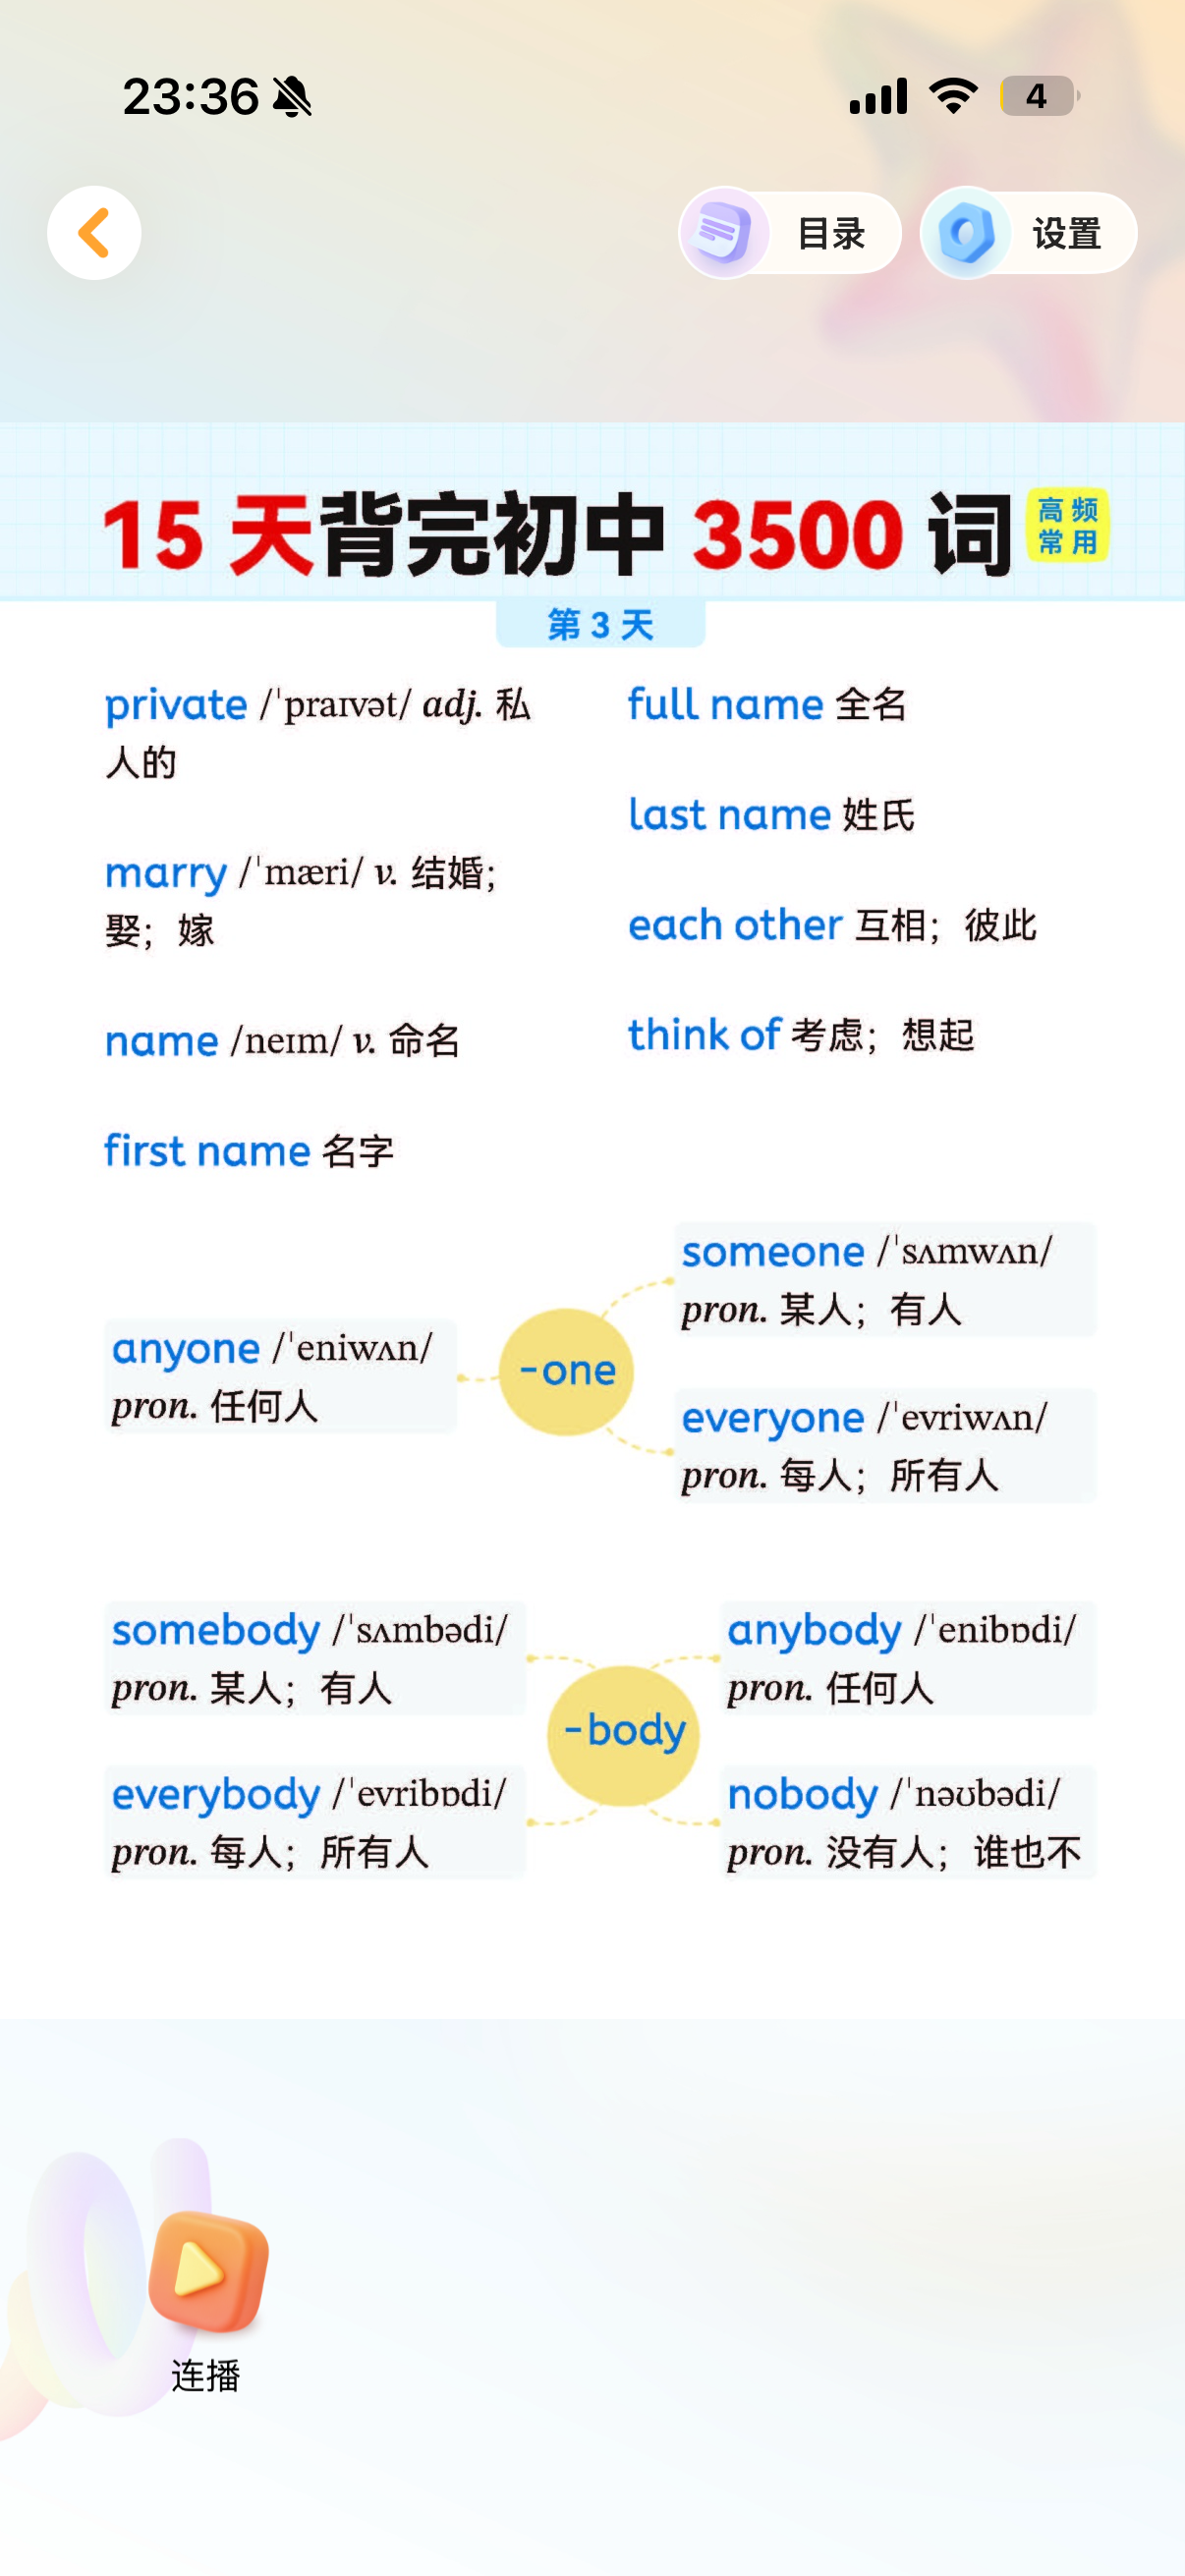 23:36
4
目录
设置
15 天背完初中 3500 词
高频
常用
第 3 天
private /ˈpraɪvət/ adj. 私
人的
marry /ˈmæri/ v. 结婚；
娶；嫁
name /neɪm/ v. 命名
first name 名字
full name 全名
last name 姓氏
each other 互相；彼此
think of 考虑；想起
anyone /ˈeniwʌn/
pron. 任何人
-one
someone /ˈsʌmwʌn/
pron. 某人；有人
everyone /ˈevriwʌn/
pron. 每人；所有人
somebody /ˈsʌmbədi/
pron. 某人；有人
everybody /ˈevribɒdi/
pron. 每人；所有人
-body
anybody /ˈenibɒdi/
pron. 任何人
nobody /ˈnəʊbədi/
pron. 没有人；谁也不
连播